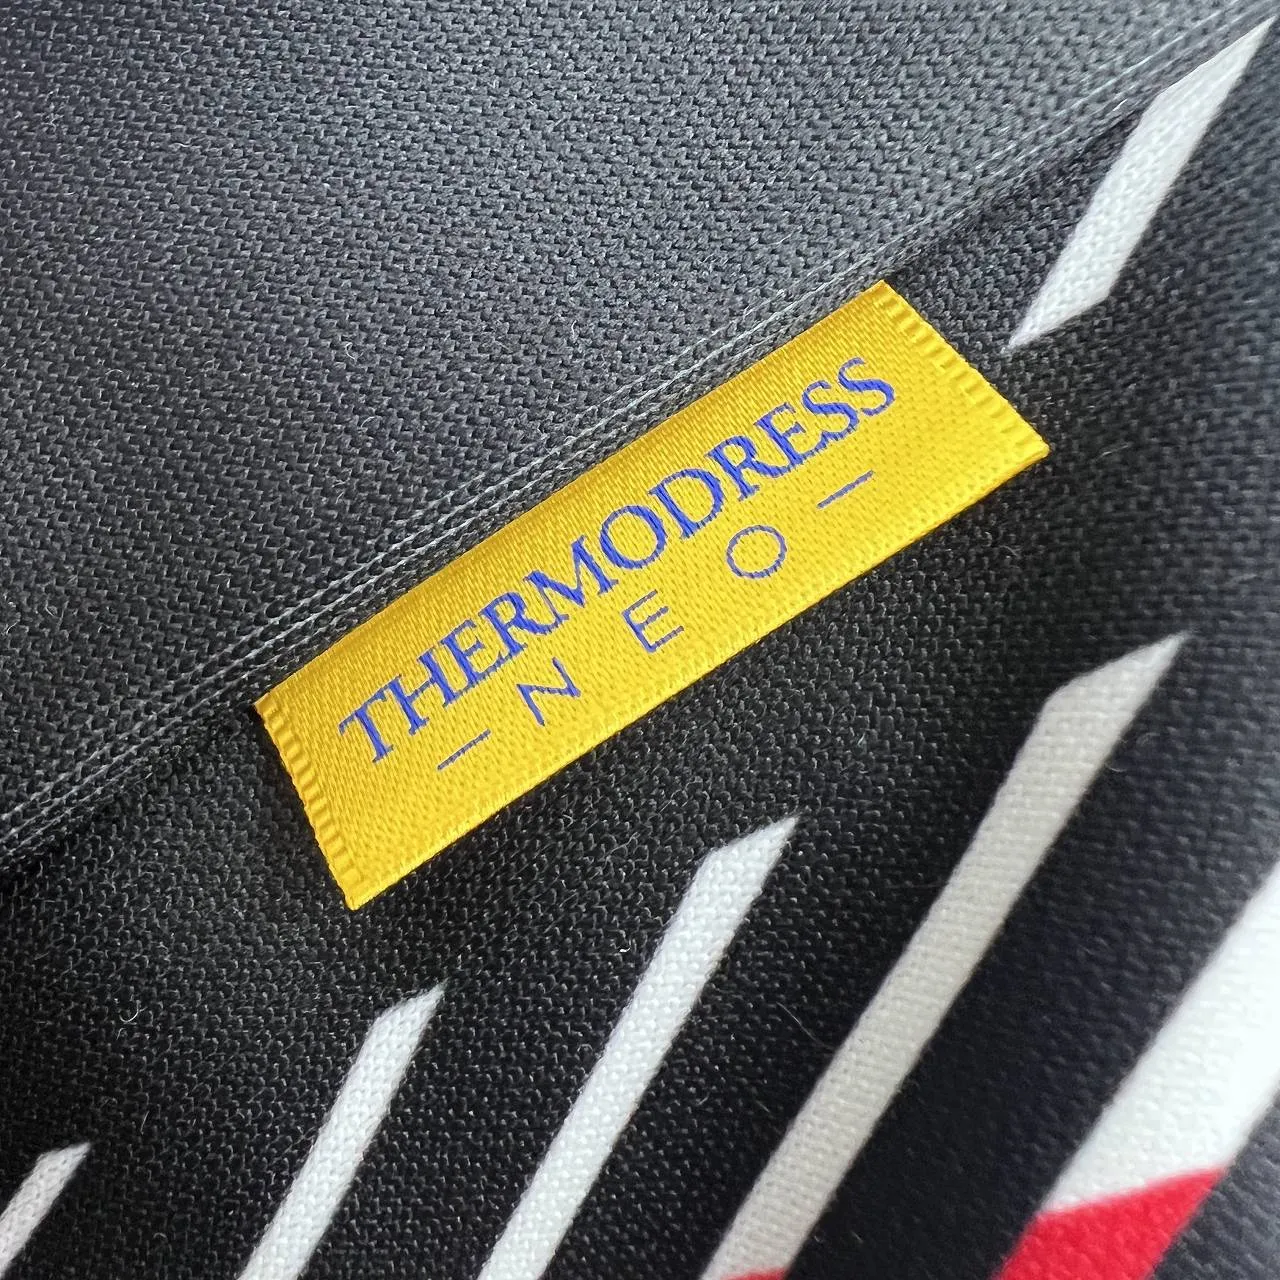 THERMODRESS
— N E O —